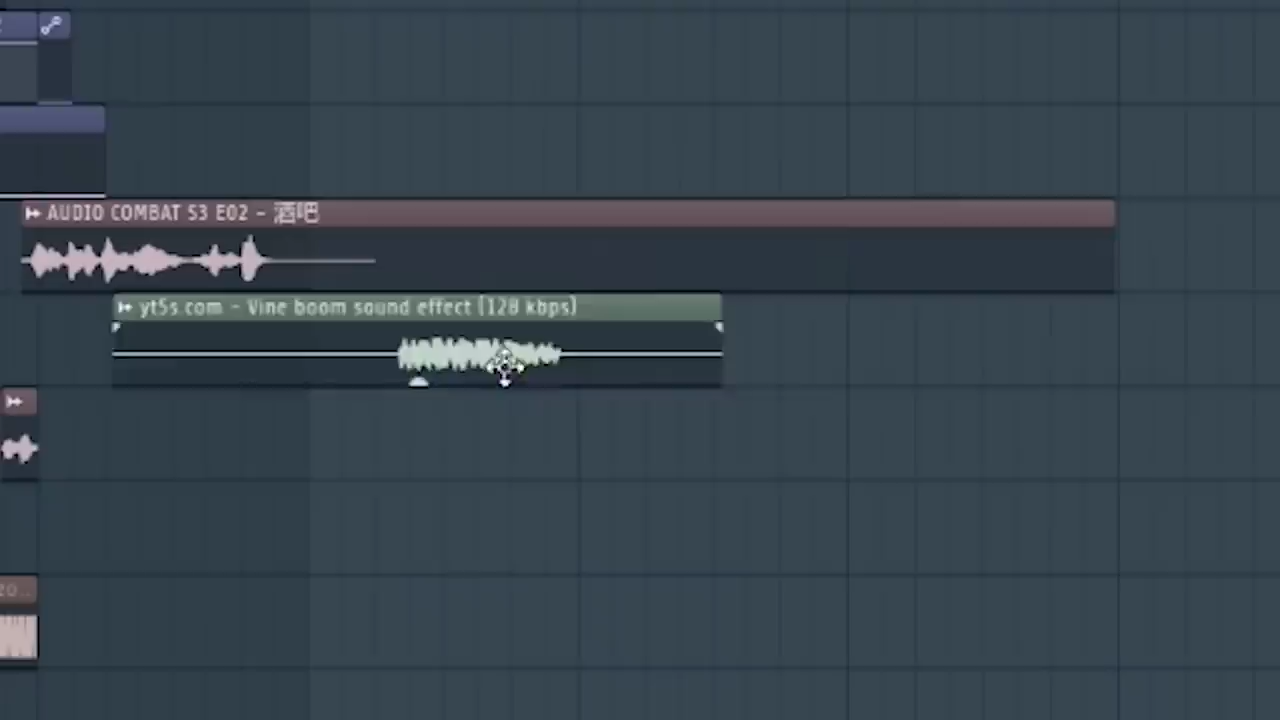 AUDIO COMBAT S3 E02 - 酒吧
yt5s com - Vine boom sound effect (128 kbps)